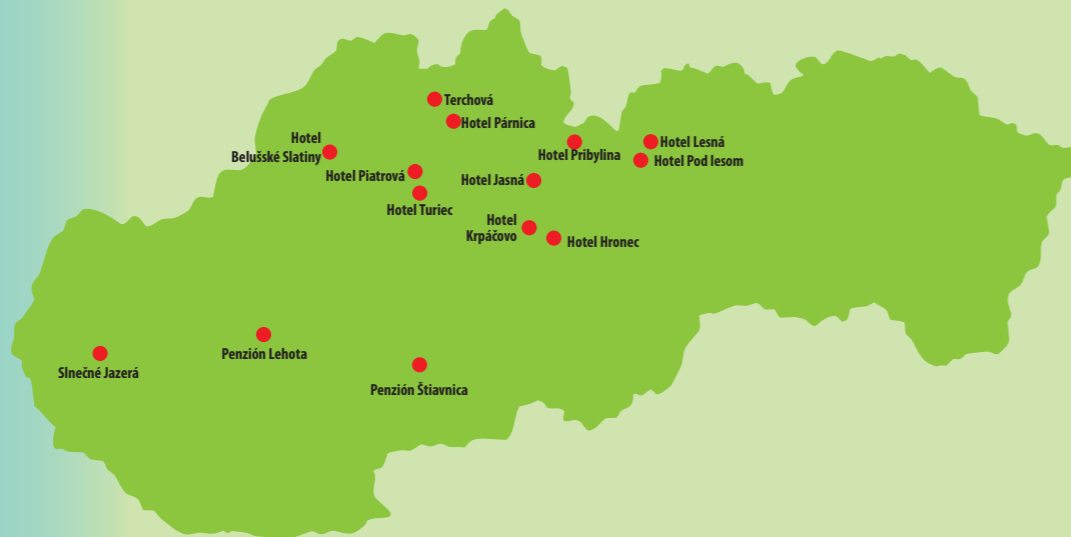 Terchová
Hotel Párnica
Hotel
Belušské Slatiny
Hotel Pribylina
Hotel Lesná
Hotel Pod lesom
Hotel Piatrová
Hotel Jasná
Hotel Turiec
Hotel
Krpáčovo
Hotel Hronec
Penzión Lehota
Slnečné Jazerá
Penzión Štiavnica